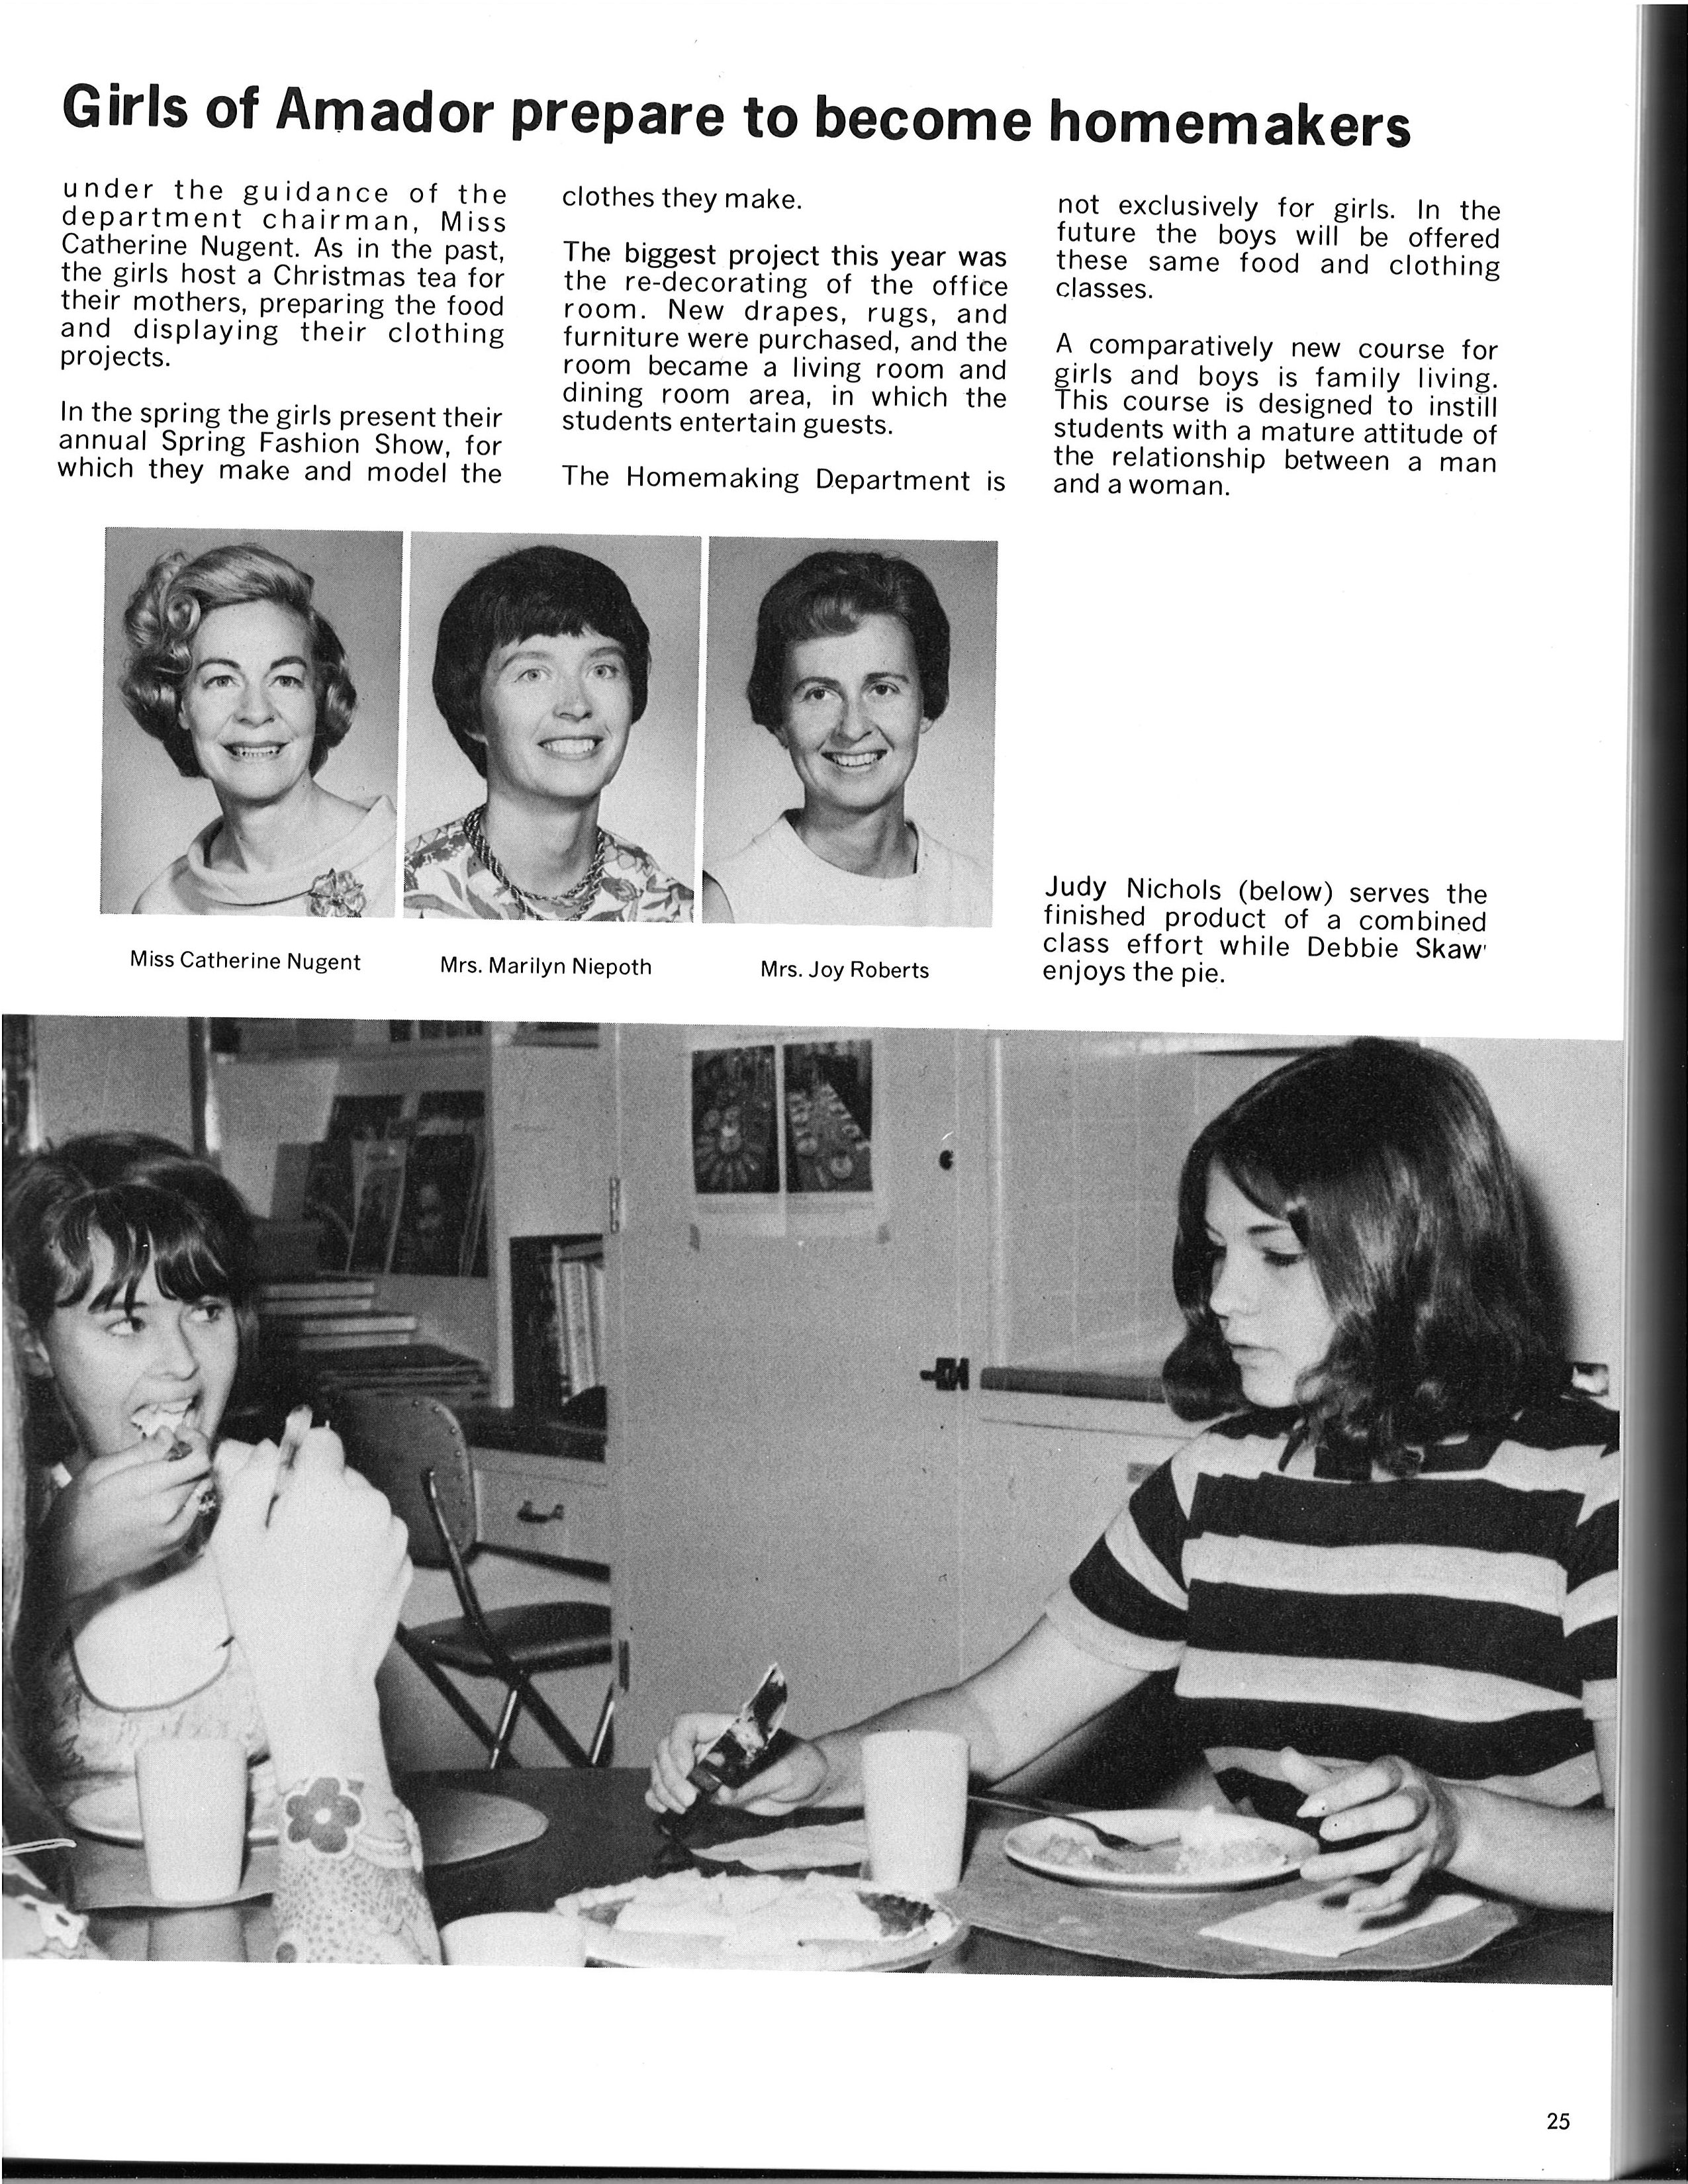 Girls of Amador prepare to become homemakers
under the guidance of the
department chairman, Miss
Catherine Nugent. As in the past,
the girls host a Christmas tea for
their mothers, preparing the food
and displaying their clothing
projects.
In the spring the girls present their
annual Spring Fashion Show, for
which they make and model the
clothes they make.
The biggest project this year was
the re-decorating of the office
room. New drapes, rugs, and
furniture were purchased, and the
room became a living room and
dining room area, in which the
students entertain guests.
The Homemaking Department is
not exclusively for girls. In the
future the boys will be offered
these same food and clothing
classes.
A comparatively new course for
girls and boys is family living.
This course is designed to instill
students with a mature attitude of
the relationship between a man
and a woman.
Miss Catherine Nugent
Mrs. Marilyn Niepoth
Mrs. Joy Roberts
Judy Nichols (below) serves the
finished product of a combined
class effort while Debbie Skaw
enjoys the pie.
25